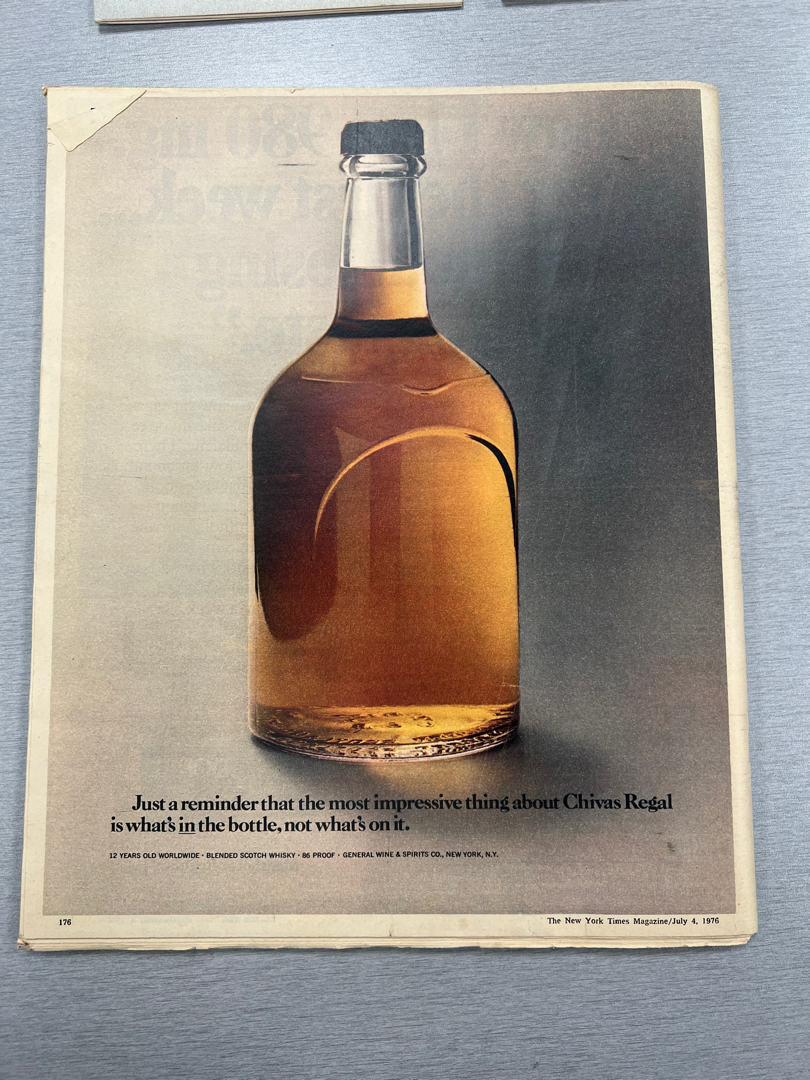 Just a reminder that the most impressive thing about Chivas Regal
is what's in the bottle, not what's on it.
12 YEARS OLD WORLDWIDE • BLENDED SCOTCH WHISKY • 86 PROOF • GENERAL WINE & SPIRITS CO., NEW YORK, N.Y.
176
The New York Times Magazine/July 4, 1976